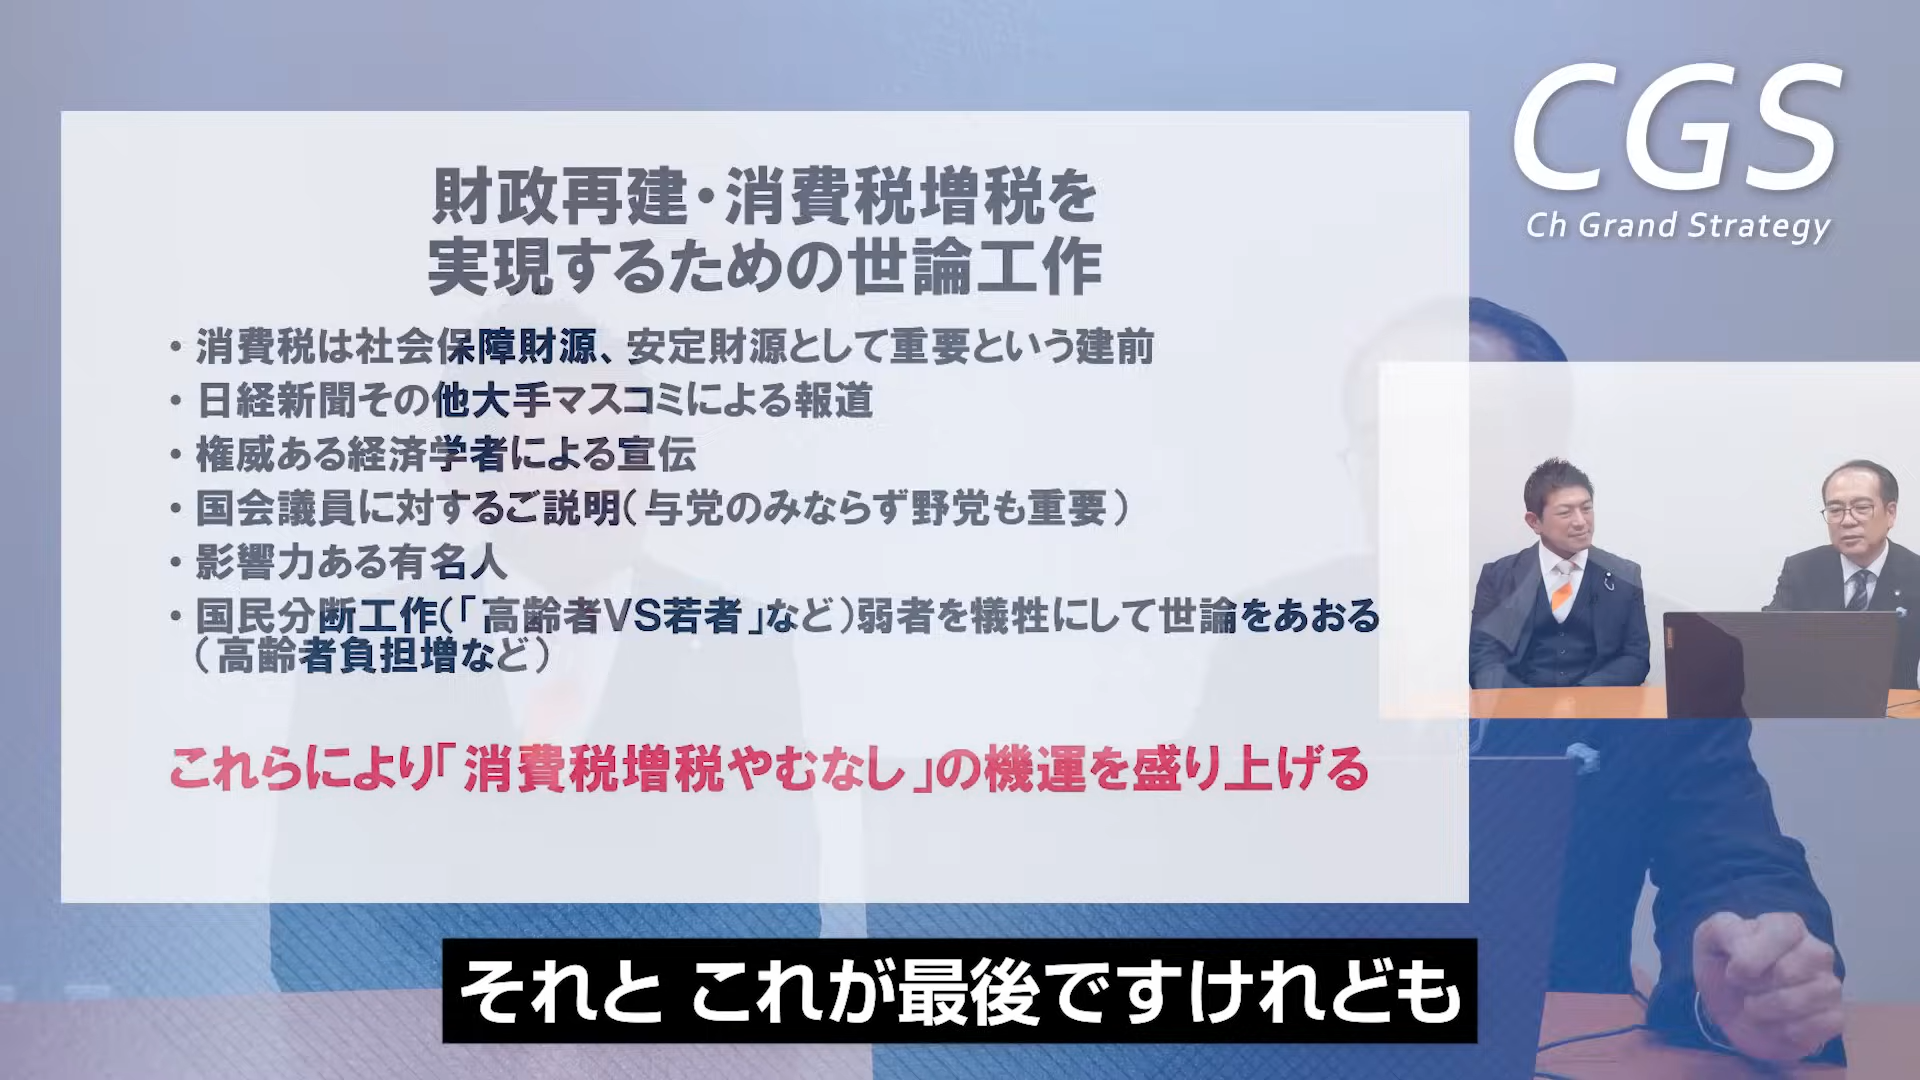 CGS
Ch Grand Strategy
財政再建・消費税増税を
実現するための世論工作
・消費税は社会保障財源、安定財源として重要という建前
・日経新聞その他大手マスコミによる報道
・権威ある経済学者による宣伝
・国会議員に対するご説明(与党のみならず野党も重要)
・影響力ある有名人
・国民分断工作(「高齢者VS若者」など)弱者を犠牲にして世論をあおる
(高齢者負担増など)
これらにより「消費税増税やむなし」の機運を盛り上げる
それと これが最後ですけれども